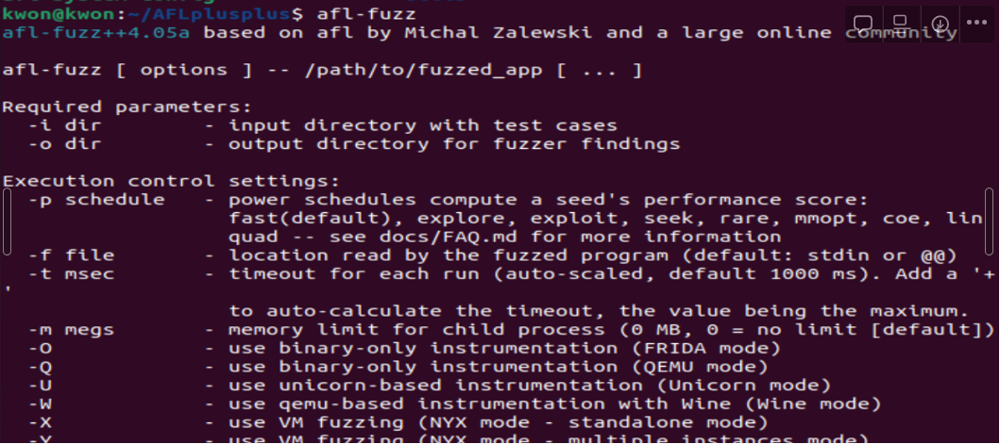 kwon@kwon:~/AFLplusplus$ afl-fuzz
afl-fuzz++4.05a based on afl by Michal Zalewski and a large online community
afl-fuzz [ options ] -- /path/to/fuzzed_app [ ... ]
Required parameters:
-i dir - input directory with test cases
-o dir - output directory for fuzzer findings
Execution control settings:
-p schedule - power schedules compute a seed's performance score:
fast(default), explore, exploit, seek, rare, mmopt, coe, lin
quad -- see docs/FAQ.md for more information
-f file - location read by the fuzzed program (default: stdin or @@)
-t msec - timeout for each run (auto-scaled, default 1000 ms). Add a '+
'
to auto-calculate the timeout, the value being the maximum.
-m megs - memory limit for child process (0 MB, 0 = no limit [default])
-O - use binary-only instrumentation (FRIDA mode)
-Q - use binary-only instrumentation (QEMU mode)
-U - use unicorn-based instrumentation (Unicorn mode)
-W - use qemu-based instrumentation with Wine (Wine mode)
-X - use VM fuzzing (NYX mode - standalone mode)
-Y - use VM fuzzing (NYX mode - multiple instances mode)